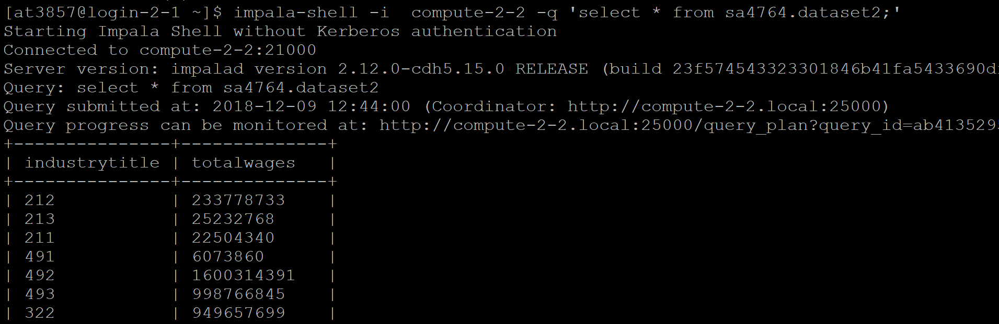 [at3857@login-2-1 ~]$ impala-shell -i  compute-2-2 -q 'select * from sa4764.dataset2;'
Starting Impala Shell without Kerberos authentication
Connected to compute-2-2:21000
Server version: impalad version 2.12.0-cdh5.15.0 RELEASE (build 23f574543323301846b41fa5433690d
Query: select * from sa4764.dataset2
Query submitted at: 2018-12-09 12:44:00 (Coordinator: http://compute-2-2.local:25000)
Query progress can be monitored at: http://compute-2-2.local:25000/query_plan?query_id=ab4135295
+---------------+--------------+
| industrytitle | totalwages   |
+---------------+--------------+
| 212           | 233778733    |
| 213           | 25232768     |
| 211           | 22504340     |
| 491           | 6073860      |
| 492           | 1600314391   |
| 493           | 998766845    |
| 322           | 949657699    |